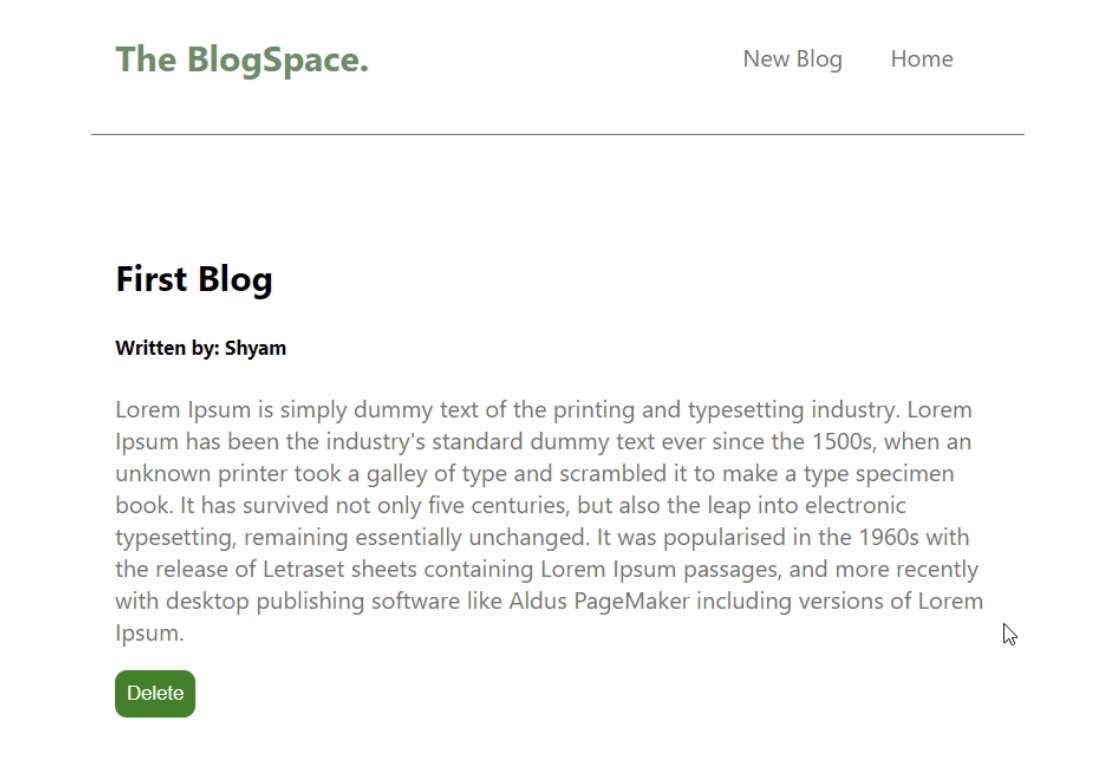 The BlogSpace.
New Blog
Home
First Blog
Written by: Shyam
Lorem Ipsum is simply dummy text of the printing and typesetting industry. Lorem
Ipsum has been the industry's standard dummy text ever since the 1500s, when an
unknown printer took a galley of type and scrambled it to make a type specimen
book. It has survived not only five centuries, but also the leap into electronic
typesetting, remaining essentially unchanged. It was popularised in the 1960s with
the release of Letraset sheets containing Lorem Ipsum passages, and more recently
with desktop publishing software like Aldus PageMaker including versions of Lorem
Ipsum.
Delete